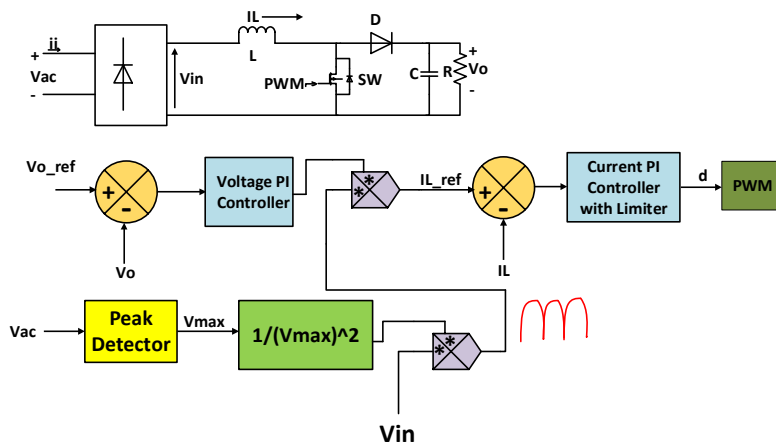 IL
D
ii
+
Vac
-
Vin
L
PWM
SW
C
R
+
Vo
-
Vo_ref
+
-
Vo
Voltage PI
Controller
*
*
IL_ref
+
-
IL
Current PI
Controller
with Limiter
d
PWM
Vac
Peak
Detector
Vmax
1/(Vmax)^2
*
*
Vin